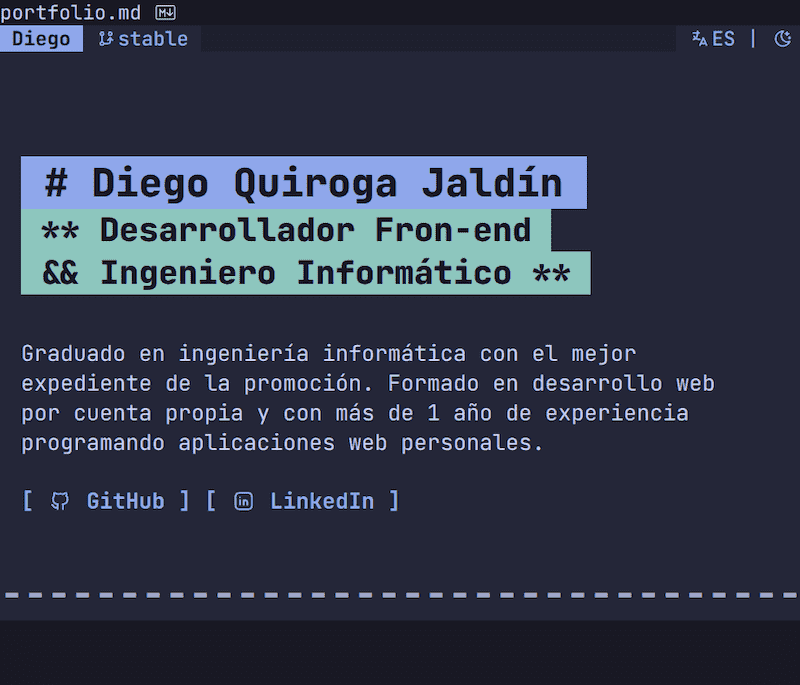 portfolio.md
Diego stable ES |
# Diego Quiroga Jaldín
** Desarrollador Fron-end
&& Ingeniero Informático **
Graduado en ingeniería informática con el mejor
expediente de la promoción. Formado en desarrollo web
por cuenta propia y con más de 1 año de experiencia
programando aplicaciones web personales.
[ GitHub ] [ LinkedIn ]